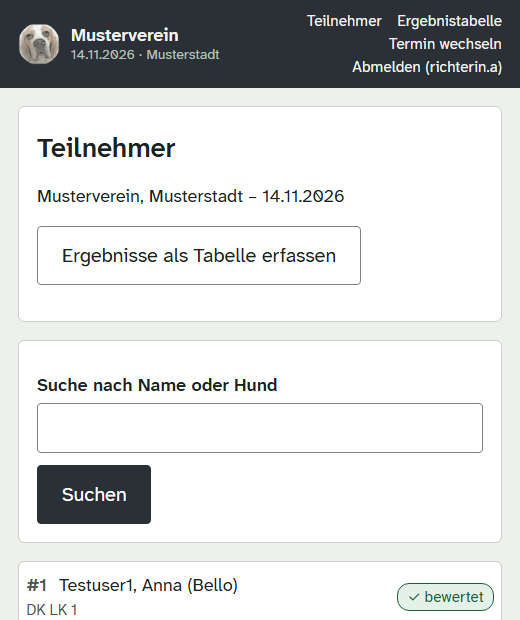 Musterverein
14.11.2026 · Musterstadt
Teilnehmer Ergebnistabelle
Termin wechseln
Abmelden (richterin.a)
Teilnehmer
Musterverein, Musterstadt – 14.11.2026
Ergebnisse als Tabelle erfassen
Suche nach Name oder Hund
Suchen
#1 Testuser1, Anna (Bello)
DK LK 1
✓ bewertet